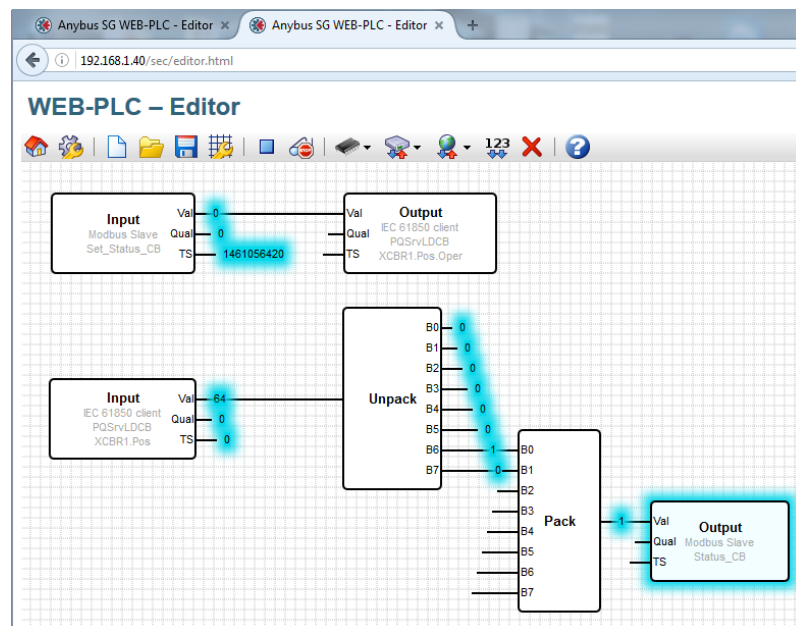 Anybus SG WEB-PLC - Editor × Anybus SG WEB-PLC - Editor × +
192.168.1.40/sec/editor.html
WEB-PLC – Editor
123
Input
Modbus Slave
Set_Status_CB
Val 0
Qual 0
TS 1461056420
Val
Qual
TS
Output
IEC 61850 client
PQSrvLDCB
XCBR1.Pos.Oper
Input
IEC 61850 client
PQSrvLDCB
XCBR1.Pos
Val 64
Qual 0
TS 0
Unpack
B0 0
B1 0
B2 0
B3 0
B4 0
B5 0
B6 1
B7 0
B0
B1
B2
B3
B4
B5
B6
B7
Pack
1
Val
Qual
TS
Output
Modbus Slave
Status_CB